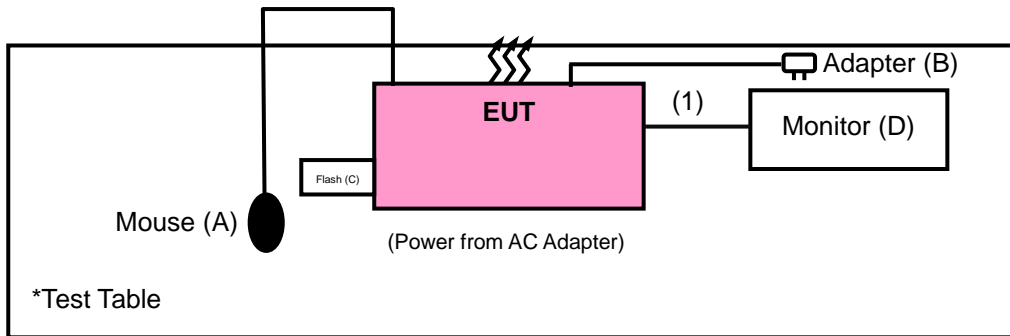 Adapter (B)
EUT
(1)
Monitor (D)
Flash (C)
Mouse (A)
(Power from AC Adapter)
*Test Table